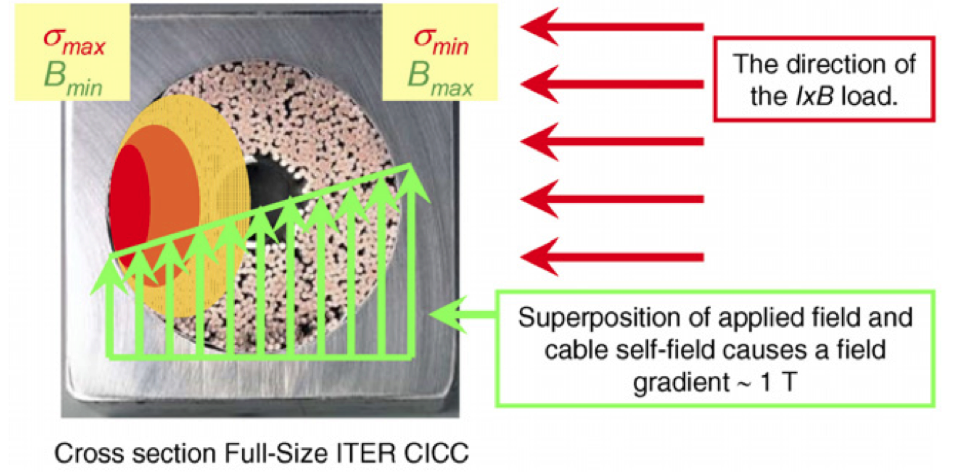 σmax
Bmin
σmin
Bmax
The direction of
the IxB load.
Superposition of applied field and
cable self-field causes a field
gradient ~ 1 T
Cross section Full-Size ITER CICC